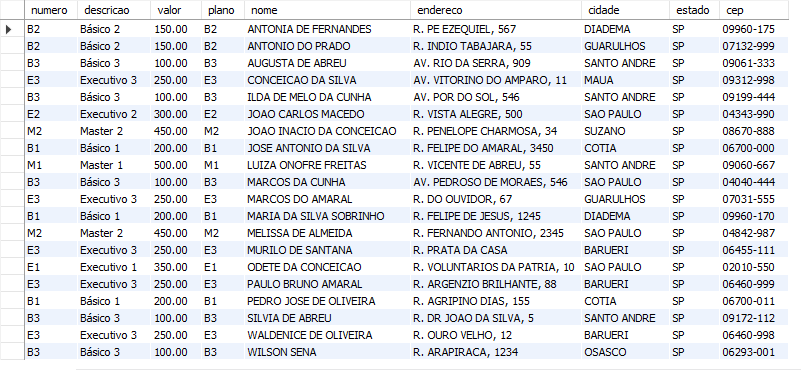 numero descricao valor plano nome endereco cidade estado cep
B2 Básico 2 150.00 B2 ANTONIA DE FERNANDES R. PE EZEQUIEL, 567 DIADEMA SP 09960-175
B2 Básico 2 150.00 B2 ANTONIO DO PRADO R. INDIO TABAJARA, 55 GUARULHOS SP 07132-999
B3 Básico 3 100.00 B3 AUGUSTA DE ABREU AV. RIO DA SERRA, 909 SANTO ANDRE SP 09061-333
E3 Executivo 3 250.00 E3 CONCEICAO DA SILVA AV. VITORINO DO AMPARO, 11 MAUA SP 09312-998
B3 Básico 3 100.00 B3 ILDA DE MELO DA CUNHA AV. POR DO SOL, 546 SANTO ANDRE SP 09199-444
E2 Executivo 2 300.00 E2 JOAO CARLOS MACEDO R. VISTA ALEGRE, 500 SAO PAULO SP 04343-990
M2 Master 2 450.00 M2 JOAO INACIO DA CONCEICAO R. PENELOPE CHARMOSA, 34 SUZANO SP 08670-888
B1 Básico 1 200.00 B1 JOSE ANTONIO DA SILVA R. FELIPE DO AMARAL, 3450 COTIA SP 06700-000
M1 Master 1 500.00 M1 LUIZA ONOFRE FREITAS R. VICENTE DE ABREU, 55 SANTO ANDRE SP 09060-667
B3 Básico 3 100.00 B3 MARCOS DA CUNHA AV. PEDROSO DE MORAES, 546 SAO PAULO SP 04040-444
E3 Executivo 3 250.00 E3 MARCOS DO AMARAL R. DO OUVIDOR, 67 GUARULHOS SP 07031-555
B1 Básico 1 200.00 B1 MARIA DA SILVA SOBRINHO R. FELIPE DE JESUS, 1245 DIADEMA SP 09960-170
M2 Master 2 450.00 M2 MELISSA DE ALMEIDA R. FERNANDO ANTONIO, 2345 SAO PAULO SP 04842-987
E3 Executivo 3 250.00 E3 MURILO DE SANTANA R. PRATA DA CASA BARUERI SP 06455-111
E1 Executivo 1 350.00 E1 ODETE DA CONCEICAO R. VOLUNTARIOS DA PATRIA, 10 SAO PAULO SP 02010-550
E3 Executivo 3 250.00 E3 PAULO BRUNO AMARAL R. ARGENZIO BRILHANTE, 88 BARUERI SP 06460-999
B1 Básico 1 200.00 B1 PEDRO JOSE DE OLIVEIRA R. AGRIPINO DIAS, 155 COTIA SP 06700-011
B3 Básico 3 100.00 B3 SILVIA DE ABREU R. DR JOAO DA SILVA, 5 SANTO ANDRE SP 09172-112
E3 Executivo 3 250.00 E3 WALDENICE DE OLIVEIRA R. OURO VELHO, 12 BARUERI SP 06460-998
B3 Básico 3 100.00 B3 WILSON SENA R. ARAPIRACA, 1234 OSASCO SP 06293-001